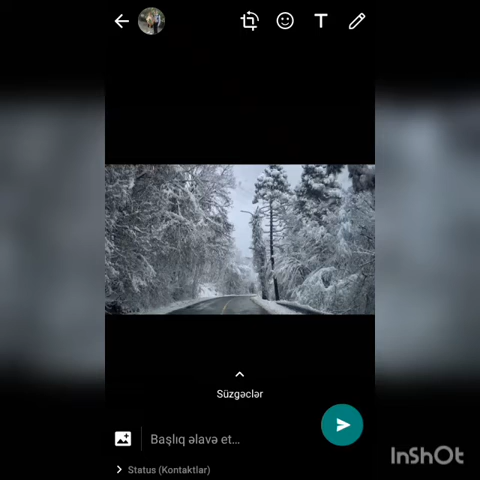 T
Süzgəclər
Başlıq əlavə et...
Status (Kontaktlar)
InShOt